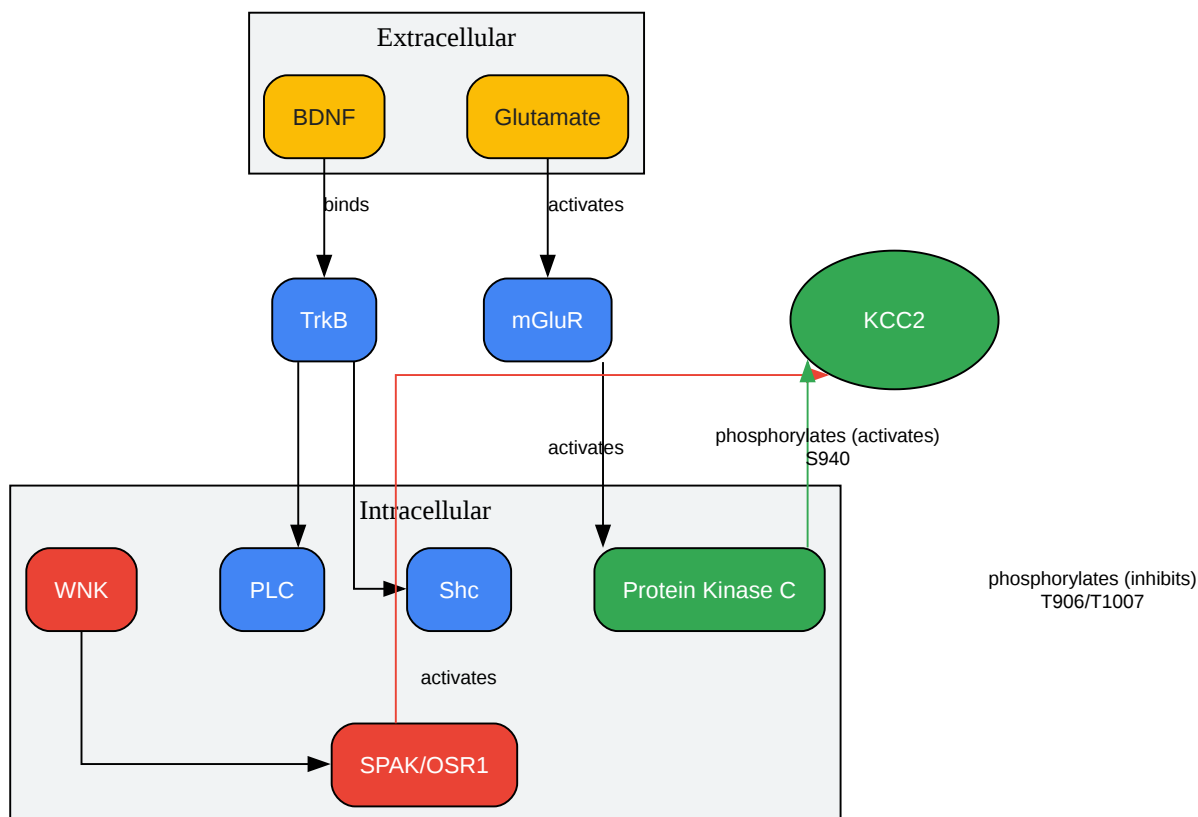 Extracellular
BDNF
Glutamate
binds
activates
TrkB
mGluR
KCC2
activates
phosphorylates (activates)
S940
Intracellular
WNK
PLC
Shc
Protein Kinase C
phosphorylates (inhibits)
T906/T1007
activates
SPAK/OSR1